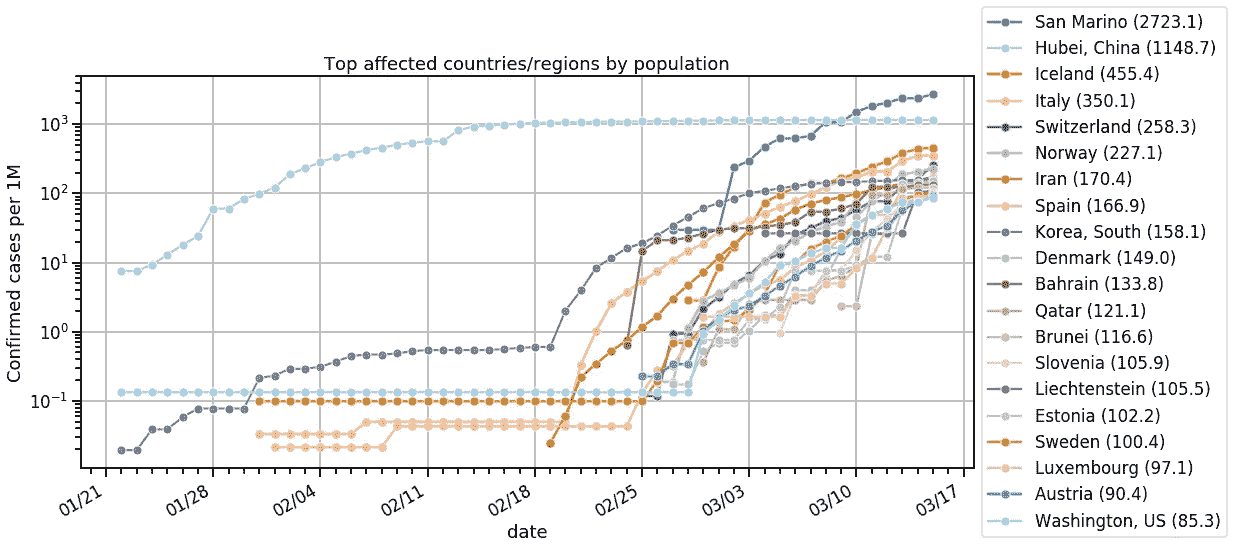 Top affected countries/regions by population
Confirmed cases per 1M
10³
10²
10¹
10⁰
10⁻¹
01/21
01/28
02/04
02/11
02/18
02/25
03/03
03/10
03/17
date
San Marino (2723.1)
Hubei, China (1148.7)
Iceland (455.4)
Italy (350.1)
Switzerland (258.3)
Norway (227.1)
Iran (170.4)
Spain (166.9)
Korea, South (158.1)
Denmark (149.0)
Bahrain (133.8)
Qatar (121.1)
Brunei (116.6)
Slovenia (105.9)
Liechtenstein (105.5)
Estonia (102.2)
Sweden (100.4)
Luxembourg (97.1)
Austria (90.4)
Washington, US (85.3)